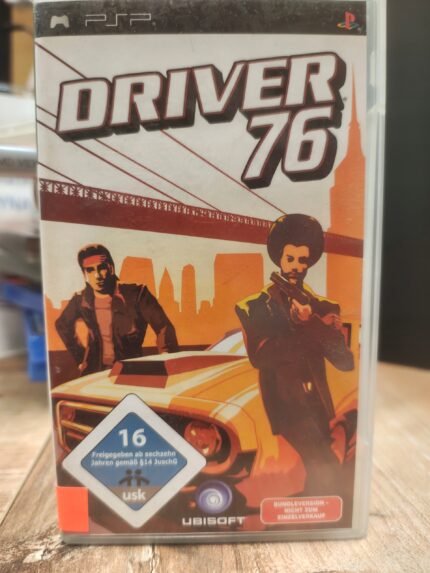 PSP
DRIVER
76
16
Freigegeben ab sechzehn
Jahren gemäß §14 JuschG
usk
UBISOFT
BUNDLEVERSION -
NICHT ZUM
EINZELVERKAUF